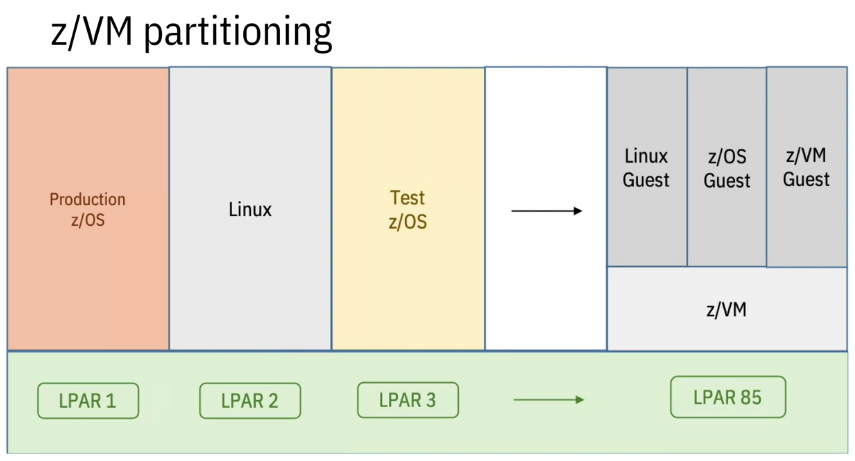 z/VM partitioning
Production
z/OS
Linux
Test
z/OS
Linux
Guest
z/OS
Guest
z/VM
Guest
z/VM
LPAR 1
LPAR 2
LPAR 3
LPAR 85